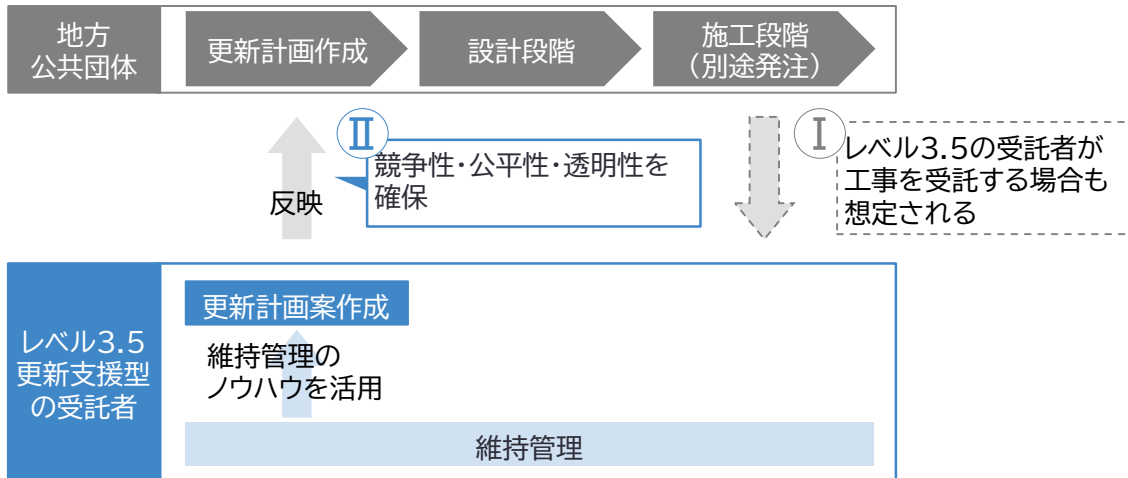 地方
公共団体
更新計画作成
設計段階
施工段階
（別途発注）
Ⅱ
競争性・公平性・透明性を
確保
反映
Ⅰ
レベル3.5の受託者が
工事を受託する場合も
想定される
レベル3.5
更新支援型
の受託者
更新計画案作成
維持管理の
ノウハウを活用
維持管理